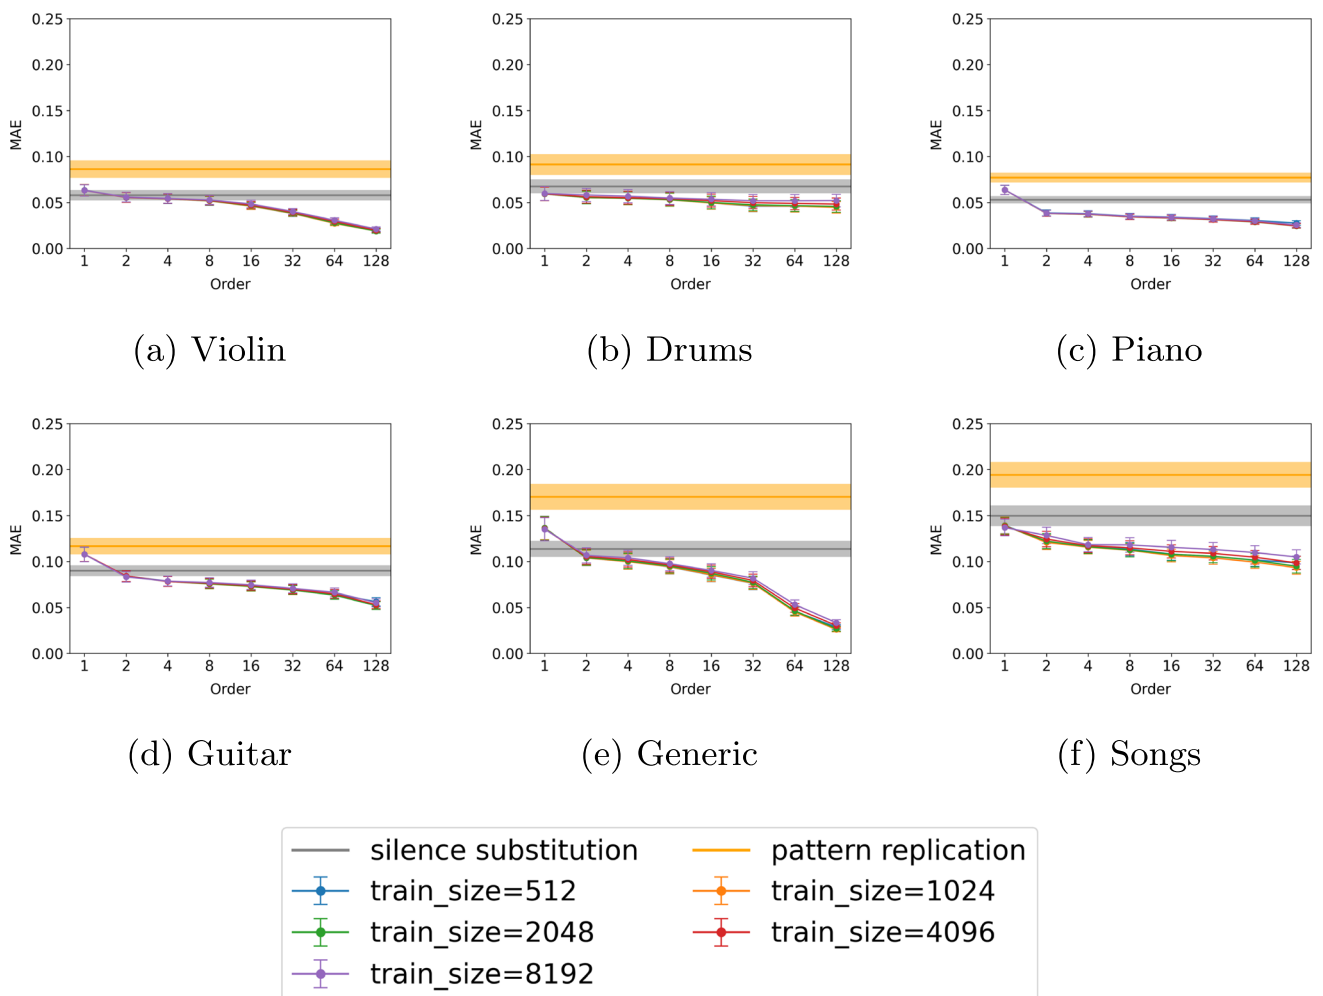 0.25
0.20
0.15
0.10
0.05
0.00
MAE
1 2 4 8 16 32 64 128
Order
(a) Violin
0.25
0.20
0.15
0.10
0.05
0.00
MAE
1 2 4 8 16 32 64 128
Order
(b) Drums
0.25
0.20
0.15
0.10
0.05
0.00
MAE
1 2 4 8 16 32 64 128
Order
(c) Piano
0.25
0.20
0.15
0.10
0.05
0.00
MAE
1 2 4 8 16 32 64 128
Order
(d) Guitar
0.25
0.20
0.15
0.10
0.05
0.00
MAE
1 2 4 8 16 32 64 128
Order
(e) Generic
0.25
0.20
0.15
0.10
0.05
0.00
MAE
1 2 4 8 16 32 64 128
Order
(f) Songs
silence substitution
train_size=512
train_size=2048
train_size=8192
pattern replication
train_size=1024
train_size=4096